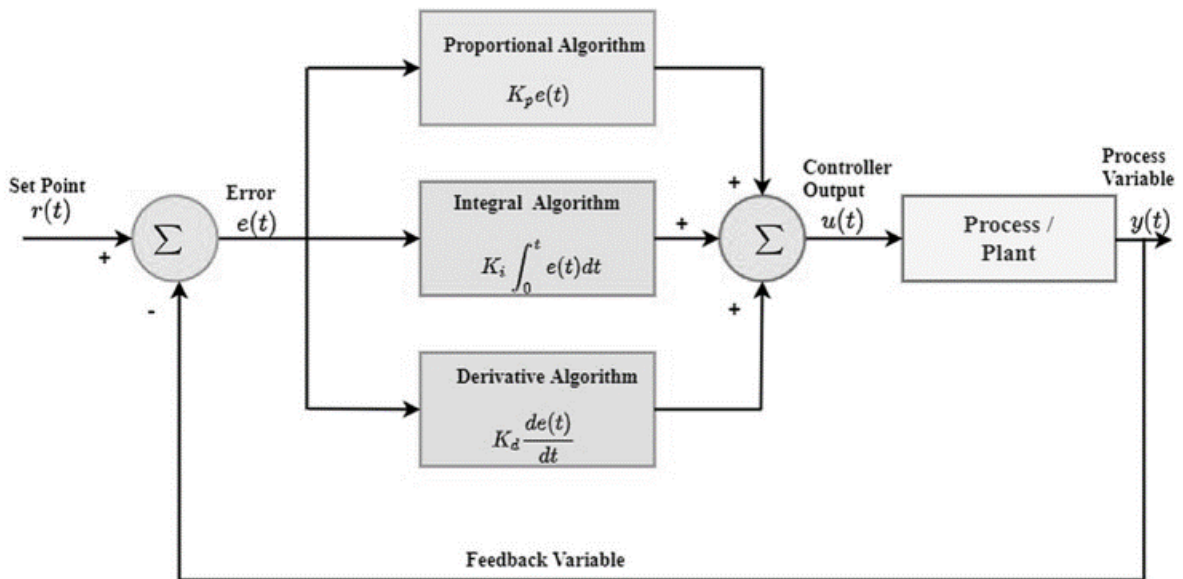 Proportional Algorithm
K_p e(t)
Set Point
r(t)
+
-
Σ
Error
e(t)
Integral Algorithm
K_i ∫_0^t e(t)dt
Derivative Algorithm
K_d de(t)/dt
+
+
+
Σ
Controller
Output
u(t)
Process /
Plant
Process
Variable
y(t)
Feedback Variable